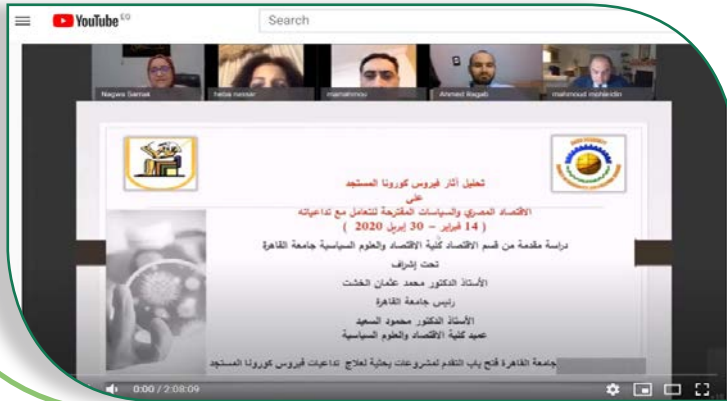 YouTube EG
Search
Nagwa Samak
heba nassar
mamahmou
Ahmed Ragab
mahmoud mohieldin
تحليل آثار فيروس كورونا المستجد
على
الاقتصاد المصري والسياسات المقترحة للتعامل مع تداعياته
( 14 فبراير – 30 إبريل 2020 )
دراسة مقدمة من قسم الاقتصاد كلية الاقتصاد والعلوم السياسية جامعة القاهرة
تحت إشراف
الأستاذ الدكتور محمد عثمان الخشت
رئيس جامعة القاهرة
الأستاذ الدكتور محمود السعيد
عميد كلية الاقتصاد والعلوم السياسية
جامعة القاهرة فتح باب التقدم لمشروعات بحثية لعلاج تداعيات فيروس كورونا المستجد
0:00 / 2:08:09